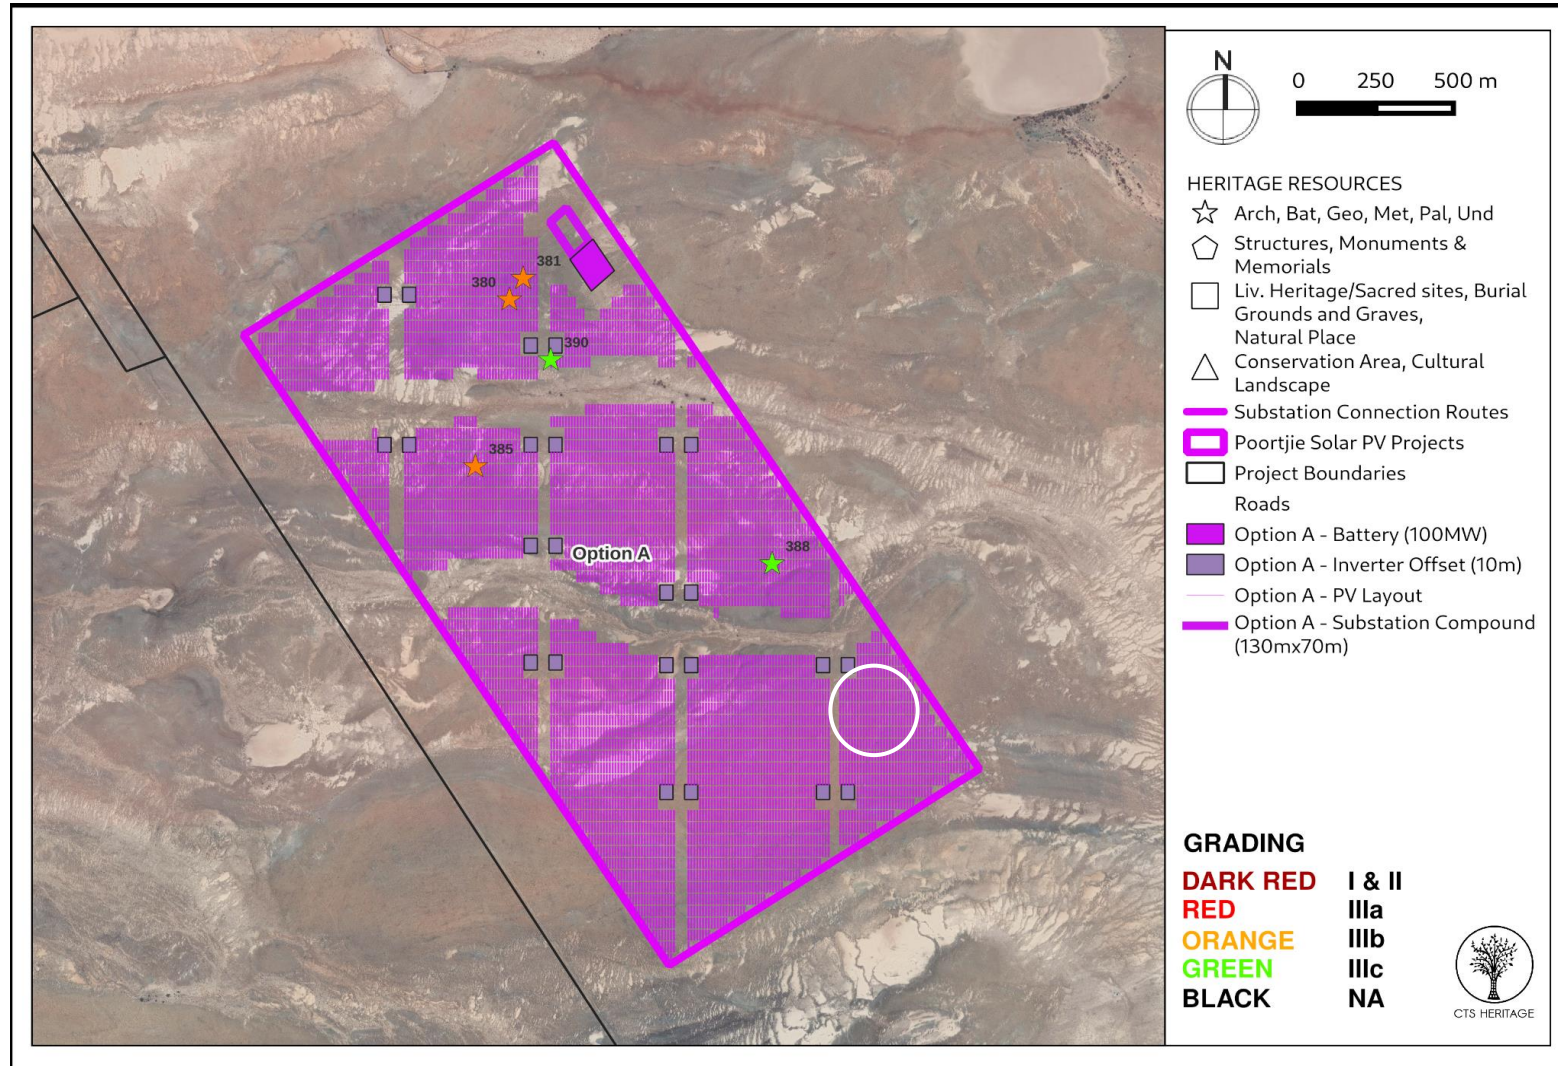 N
0 250 500 m
HERITAGE RESOURCES
Arch, Bat, Geo, Met, Pal, Und
Structures, Monuments &
Memorials
Liv. Heritage/Sacred sites, Burial
Grounds and Graves,
Natural Place
Conservation Area, Cultural
Landscape
Substation Connection Routes
Poortjie Solar PV Projects
Project Boundaries
Roads
Option A - Battery (100MW)
Option A - Inverter Offset (10m)
Option A - PV Layout
Option A - Substation Compound
(130mx70m)
381
380
390
385
Option A
388
GRADING
DARK RED I & II
RED IIIa
ORANGE IIIb
GREEN IIIc
BLACK NA
CTS HERITAGE